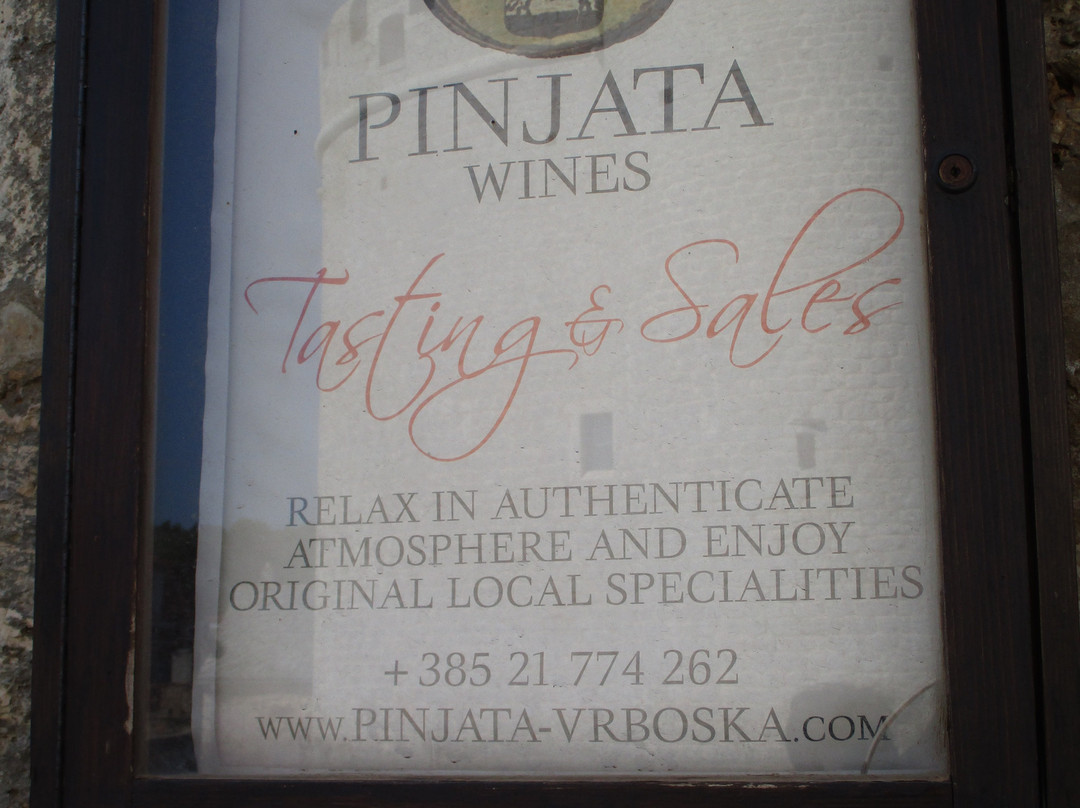 PINJATA
WINES
Tasting & Sales
RELAX IN AUTHENTICATE
ATMOSPHERE AND ENJOY
ORIGINAL LOCAL SPECIALITIES
+385 21 774 262
WWW.PINJATA-VRBOSKA.COM